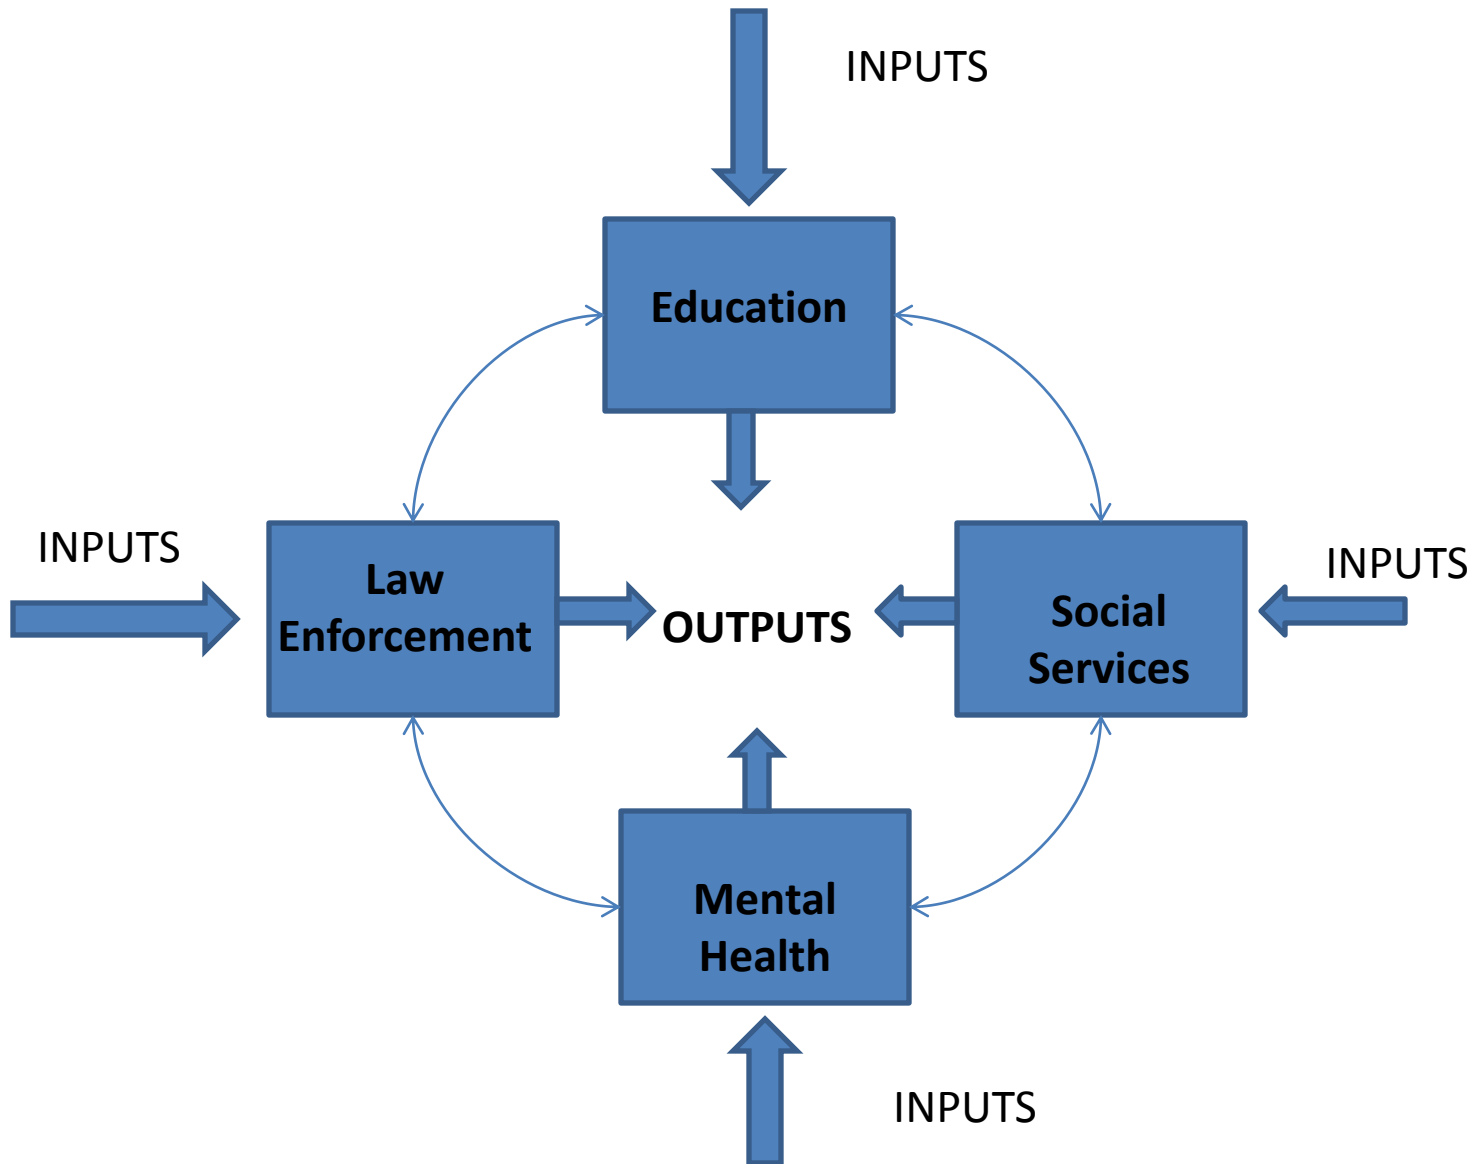 INPUTS
Education
INPUTS
Law
Enforcement
OUTPUTS
Social
Services
INPUTS
Mental
Health
INPUTS